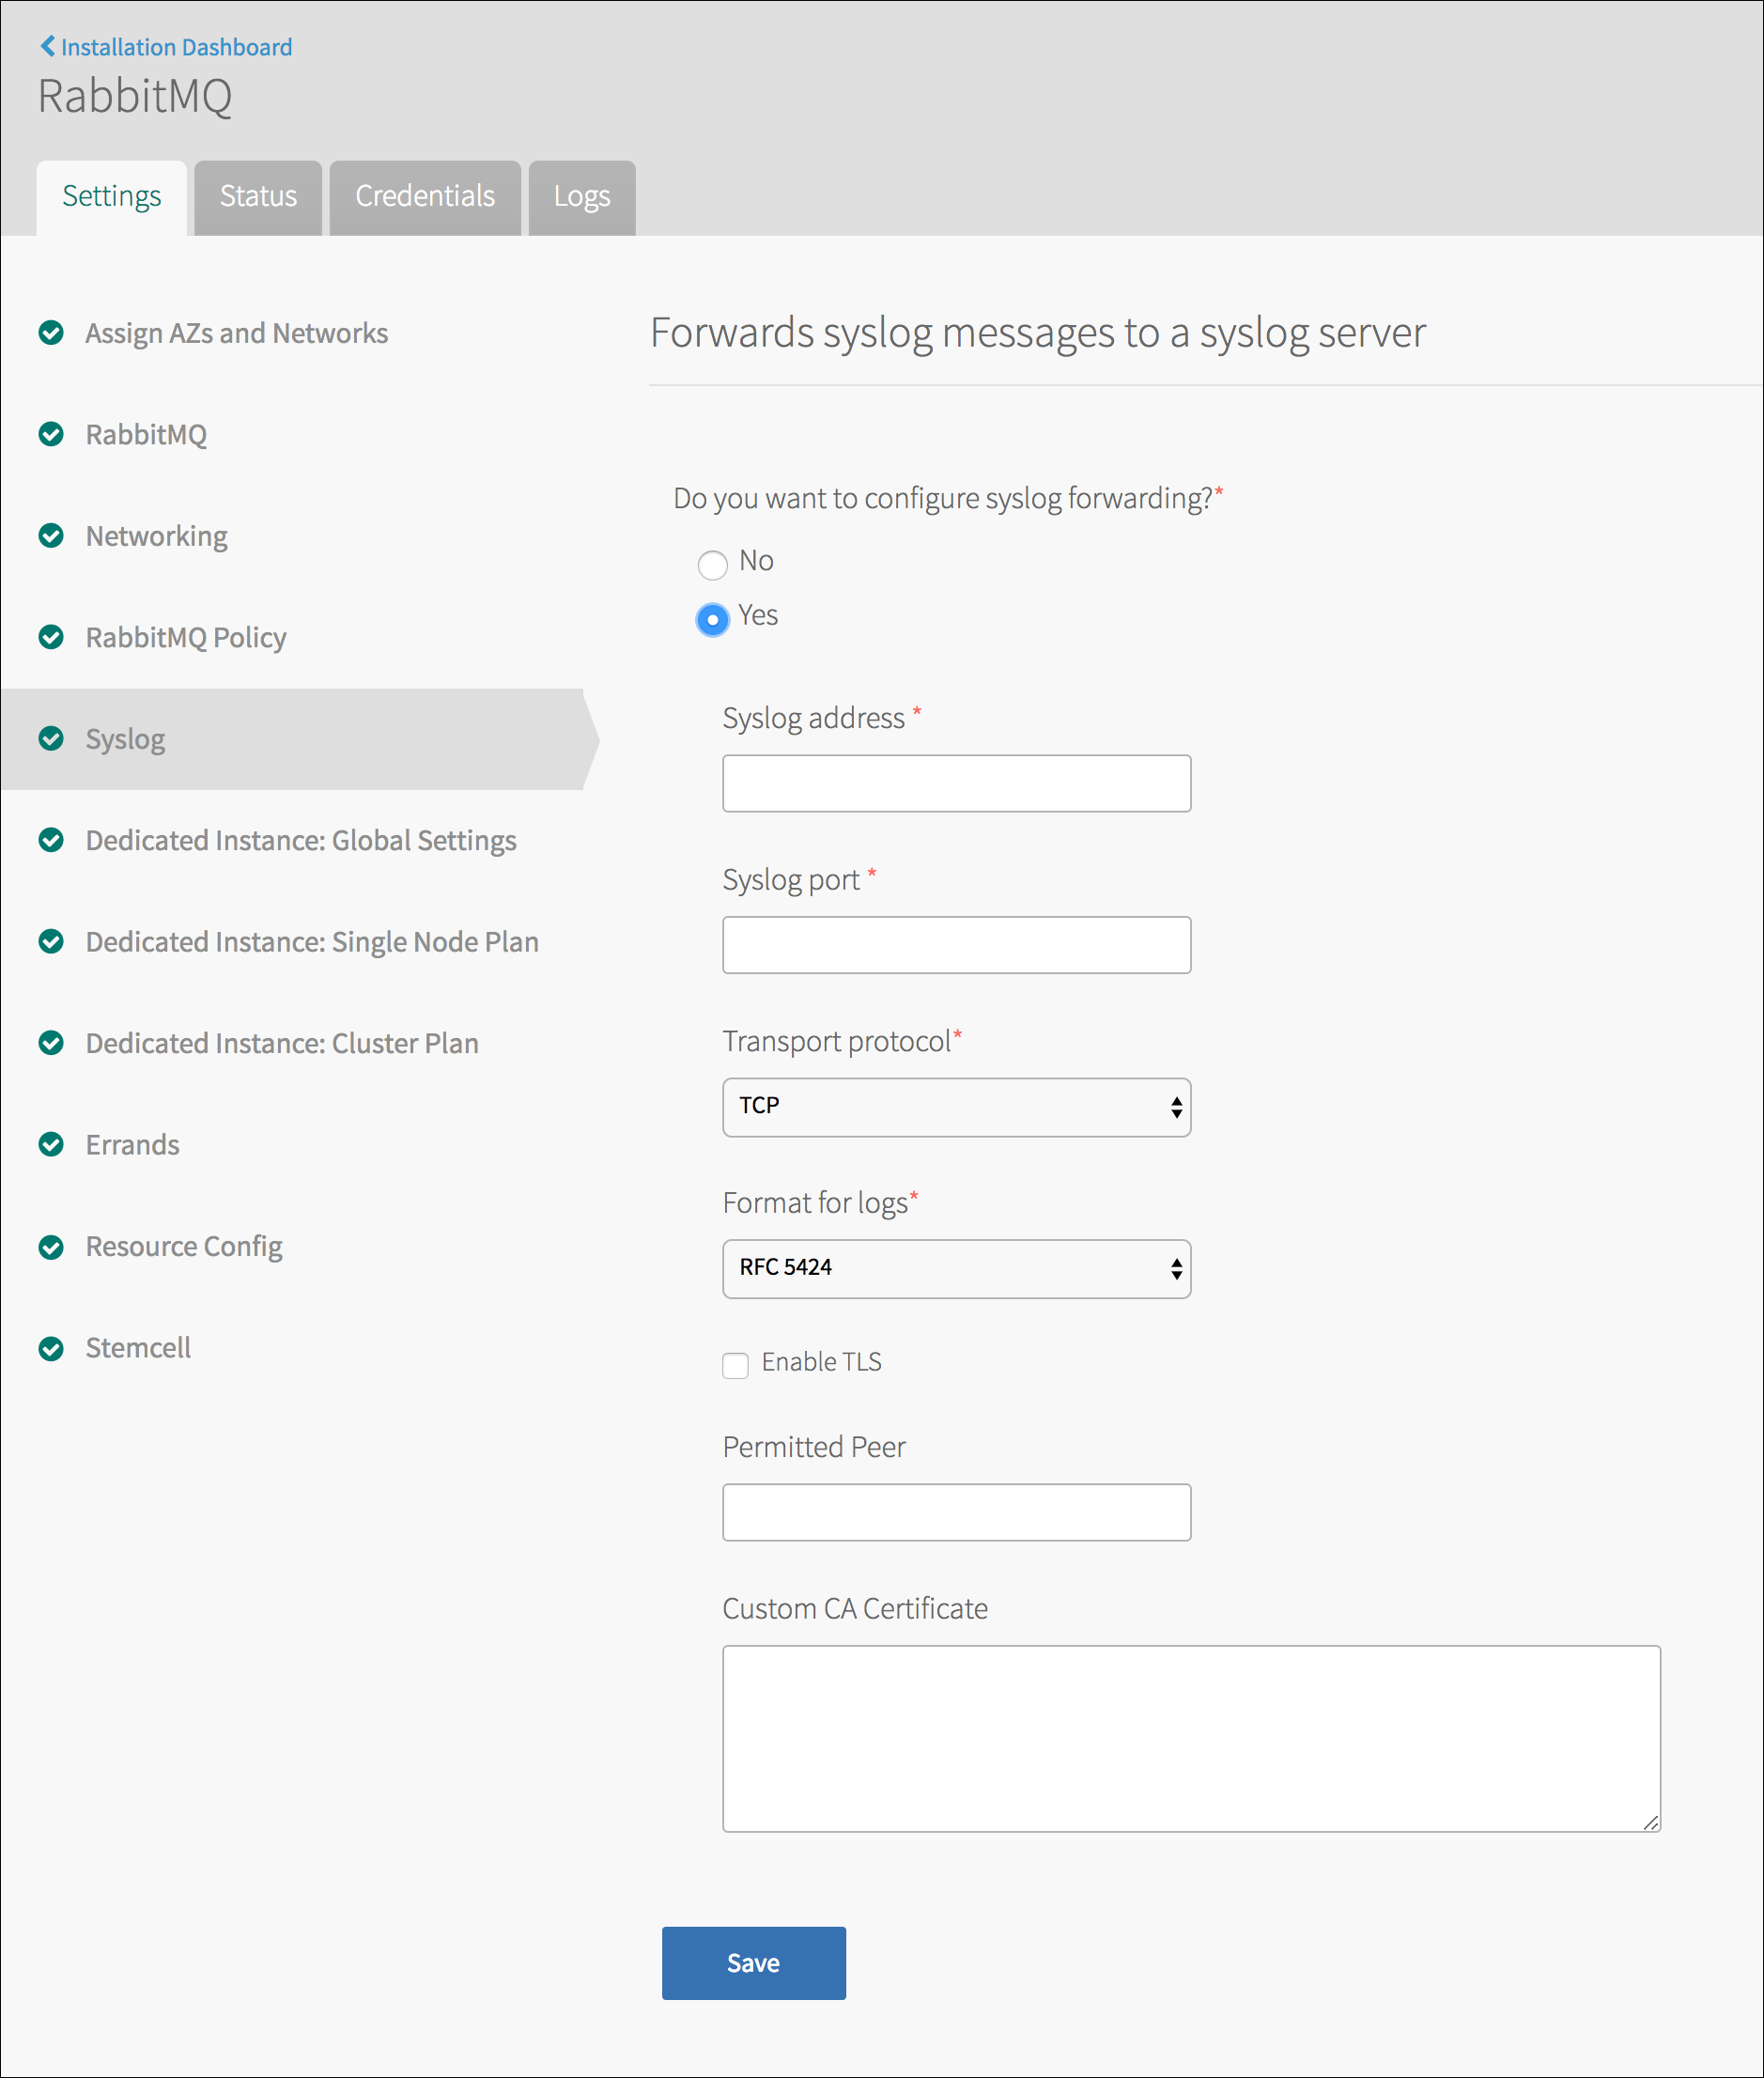 Installation Dashboard
RabbitMQ
Settings
Status
Credentials
Logs
Assign AZs and Networks
RabbitMQ
Networking
RabbitMQ Policy
Syslog
Dedicated Instance: Global Settings
Dedicated Instance: Single Node Plan
Dedicated Instance: Cluster Plan
Errands
Resource Config
Stemcell
Forwards syslog messages to a syslog server
Do you want to configure syslog forwarding?*
No
Yes
Syslog address *
Syslog port *
Transport protocol*
TCP
Format for logs*
RFC 5424
Enable TLS
Permitted Peer
Custom CA Certificate
Save